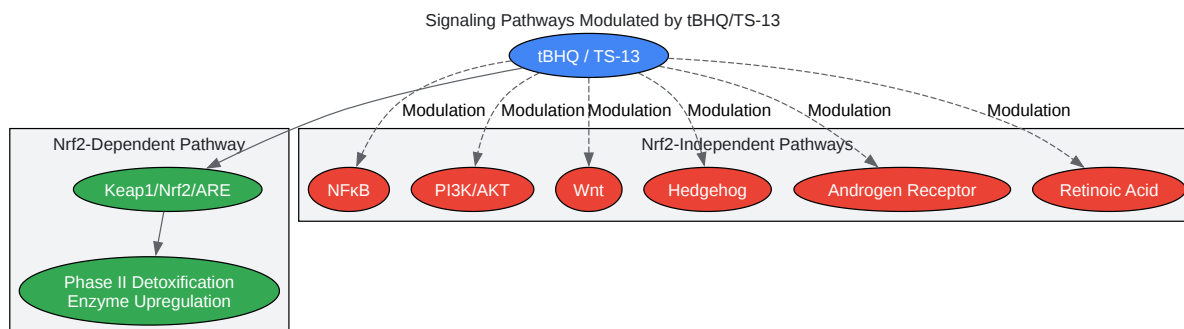 Signaling Pathways Modulated by tBHQ/TS-13
tBHQ / TS-13
Modulation
Modulation
Modulation
Modulation
Modulation
Modulation
Nrf2-Dependent Pathway
Nrf2-Independent Pathways
Keap1/Nrf2/ARE
NFκB
PI3K/AKT
Wnt
Hedgehog
Androgen Receptor
Retinoic Acid
Phase II Detoxification
Enzyme Upregulation